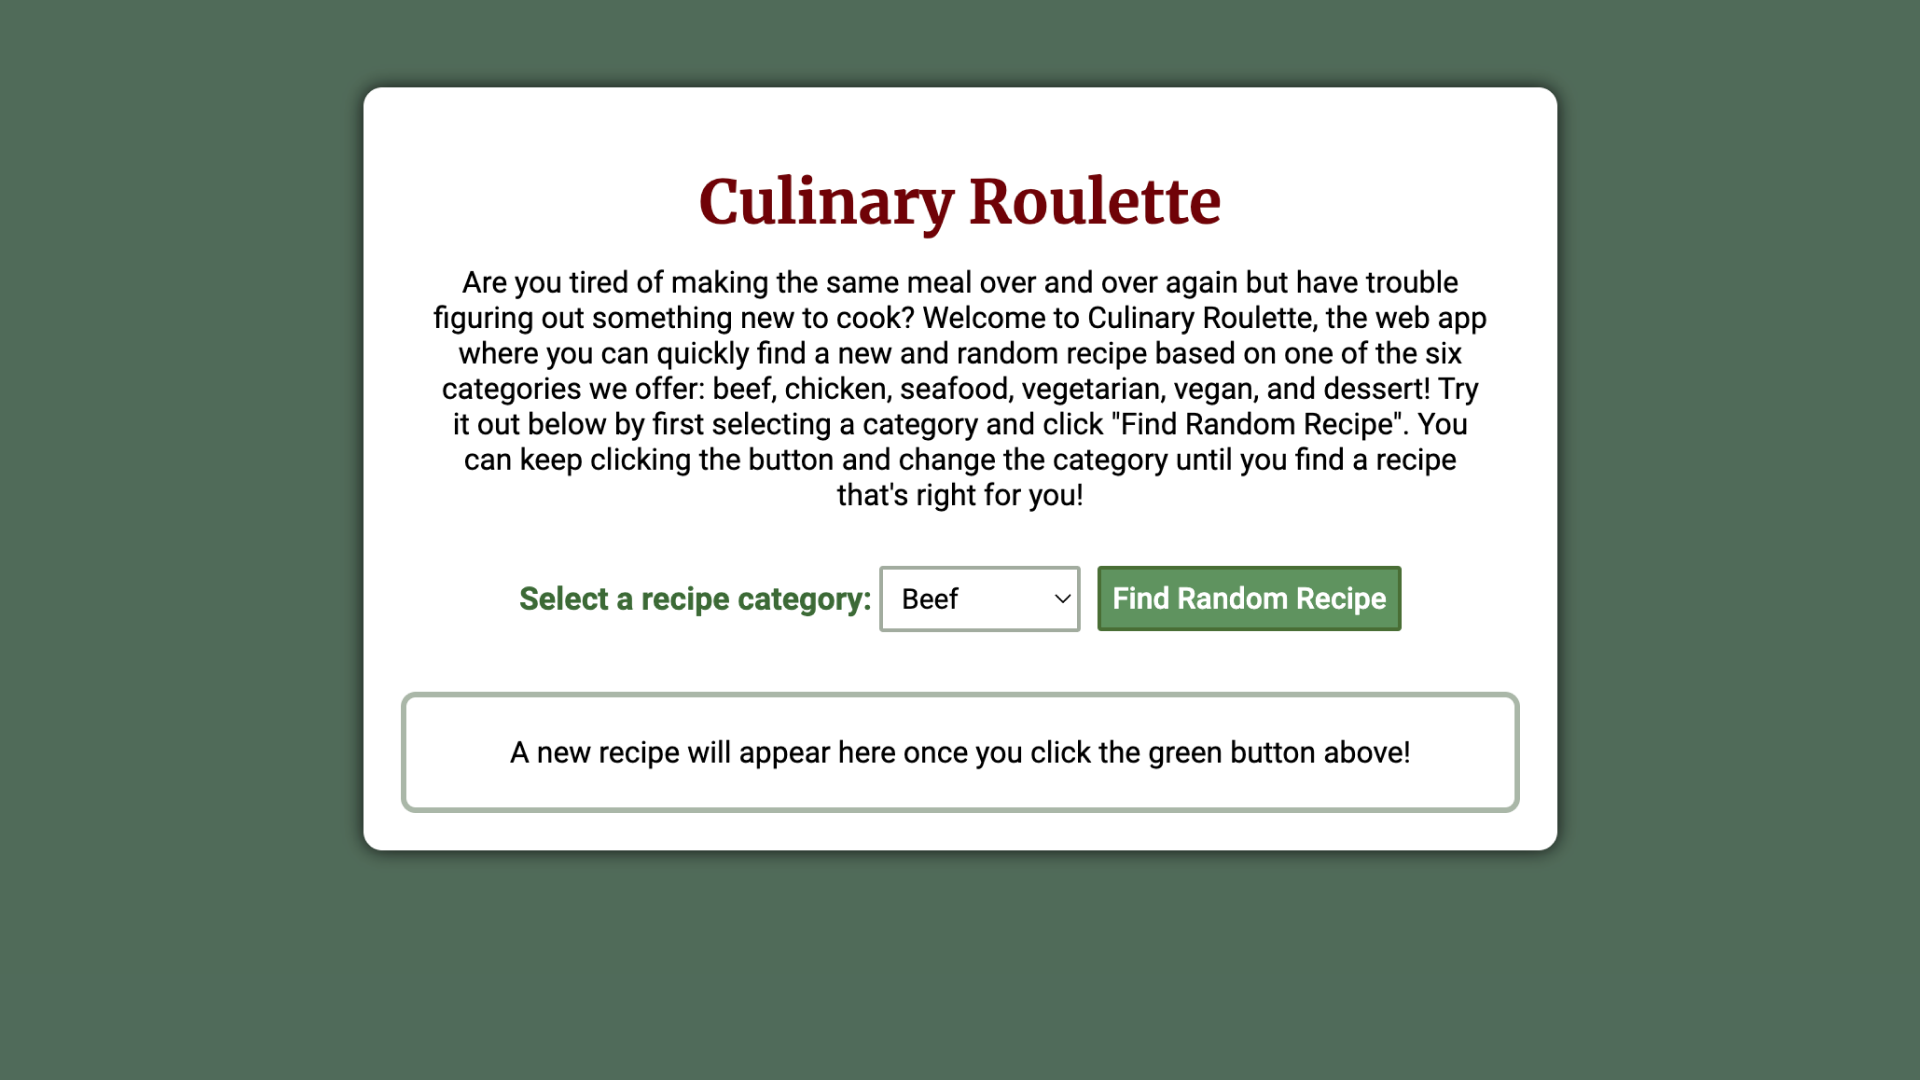 Culinary Roulette
Are you tired of making the same meal over and over again but have trouble
figuring out something new to cook? Welcome to Culinary Roulette, the web app
where you can quickly find a new and random recipe based on one of the six
categories we offer: beef, chicken, seafood, vegetarian, vegan, and dessert! Try
it out below by first selecting a category and click "Find Random Recipe". You
can keep clicking the button and change the category until you find a recipe
that's right for you!
Select a recipe category: Beef Find Random Recipe
A new recipe will appear here once you click the green button above!